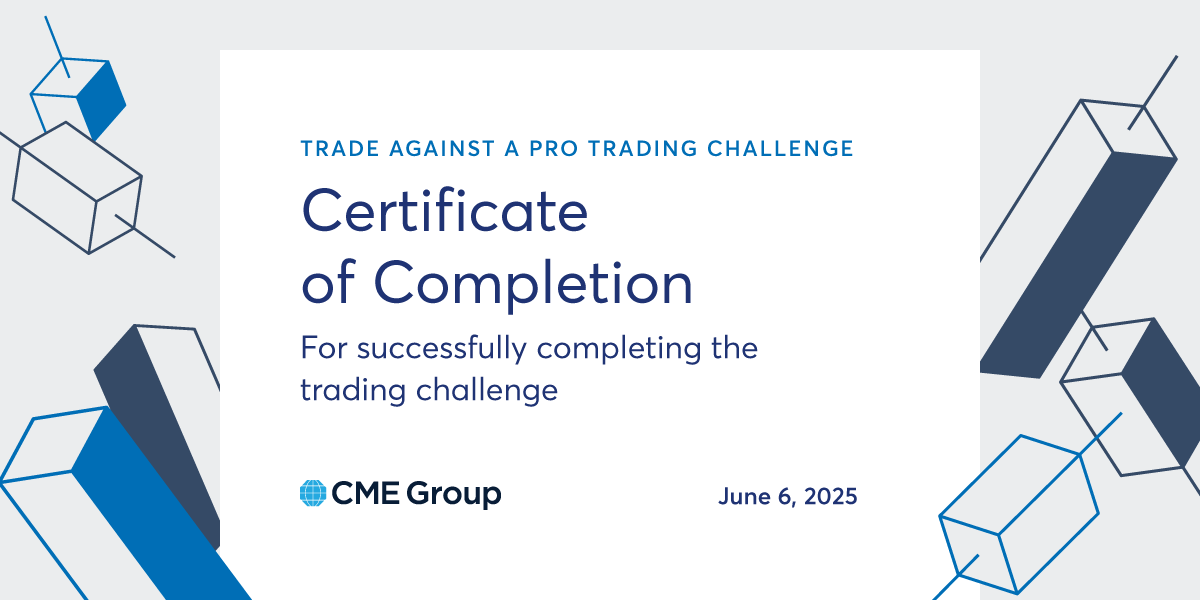 TRADE AGAINST A PRO TRADING CHALLENGE
Certificate
of Completion
For successfully completing the
trading challenge
CME Group
June 6, 2025